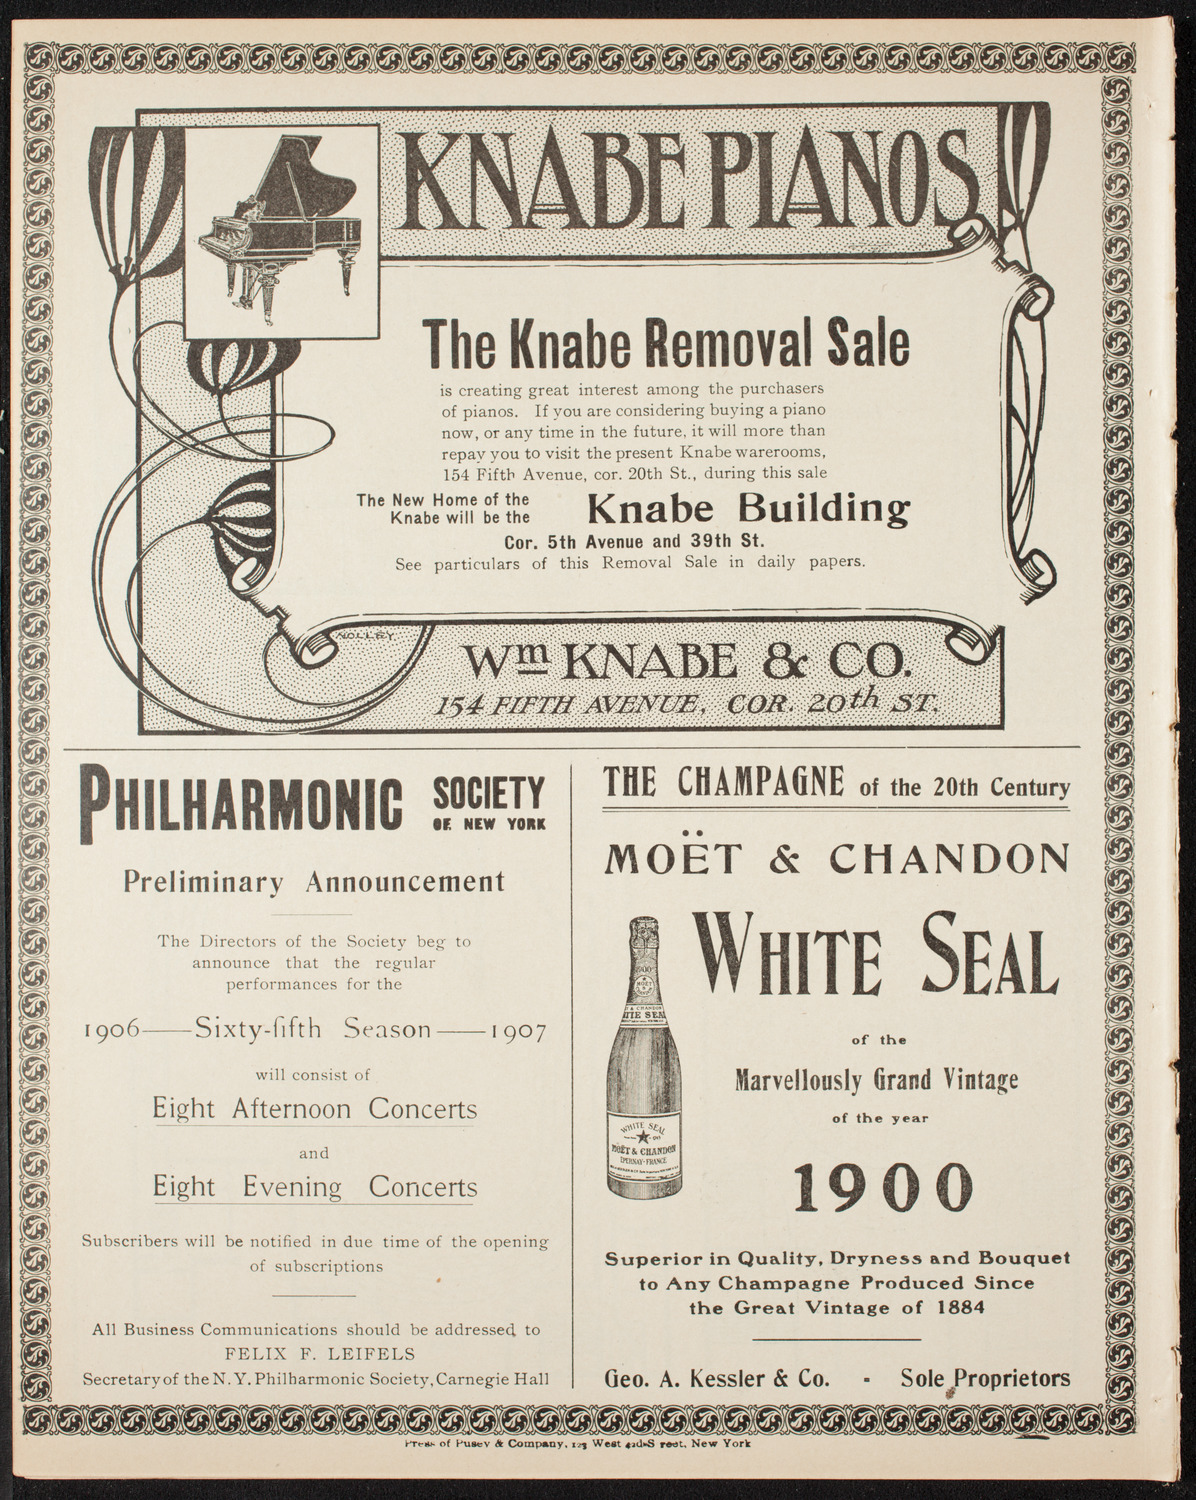 KNABE PIANOS
The Knabe Removal Sale
is creating great interest among the purchasers
of pianos. If you are considering buying a piano
now, or any time in the future, it will more than
repay you to visit the present Knabe warerooms,
154 Fifth Avenue, cor. 20th St., during this sale
The New Home of the
Knabe will be the
Knabe Building
Cor. 5th Avenue and 39th St.
See particulars of this Removal Sale in daily papers.
NOLLEY
Wm KNABE & CO.
154 FIFTH AVENUE, COR. 20th ST.
PHILHARMONIC SOCIETY
OF NEW YORK
Preliminary Announcement
The Directors of the Society beg to
announce that the regular
performances for the
1906—Sixty-fifth Season—1907
will consist of
Eight Afternoon Concerts
and
Eight Evening Concerts
Subscribers will be notified in due time of the opening
of subscriptions
All Business Communications should be addressed to
FELIX F. LEIFELS
Secretary of the N. Y. Philharmonic Society, Carnegie Hall
THE CHAMPAGNE of the 20th Century
MOËT & CHANDON
WHITE SEAL
of the
Marvellously Grand Vintage
of the year
1900
Superior in Quality, Dryness and Bouquet
to Any Champagne Produced Since
the Great Vintage of 1884
Geo. A. Kessler & Co. - Sole Proprietors
WHITE SEAL
MOËT & CHANDON
EPERNAY-FRANCE
Press of Pusey & Company, 123 West 42d S reet, New York